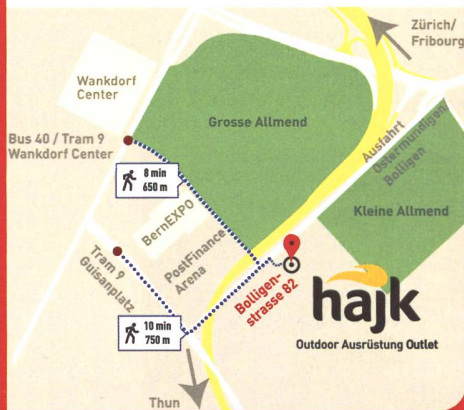 Zürich/
Fribourg
Wankdorf
Center
Grosse Allmend
Bus 40 / Tram 9
Wankdorf Center
Ausfahrt
Ostermundigen/
Bolligen
8 min
650 m
Kleine Allmend
BernEXPO
PostFinance
Arena
Tram 9
Guisanplatz
Bolligen-
strasse 82
hajk
Outdoor Ausrüstung Outlet
10 min
750 m
Thun